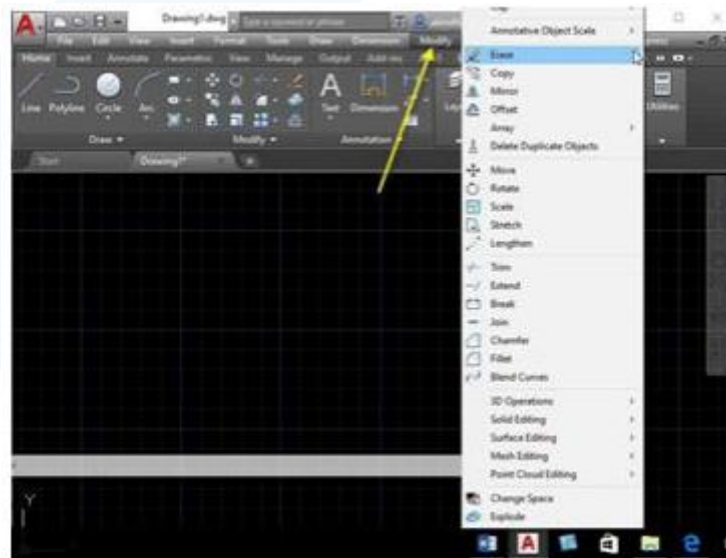 Drawing1.dwg
Type a keyword or phrase
File Edit View Insert Format Tools Draw Dimension Modify
Home Insert Annotate Parametric View Manage Output Add-ins
Line Polyline Circle Arc
Text Dimension
Utilities
Draw
Modify
Annotation
Start
Drawing1*
Annotative Object Scale
Erase
Copy
Mirror
Offset
Array
Delete Duplicate Objects
Move
Rotate
Scale
Stretch
Lengthen
Trim
Extend
Break
Join
Chamfer
Fillet
Blend Curves
3D Operations
Solid Editing
Surface Editing
Mesh Editing
Point Cloud Editing
Change Space
Explode
Y